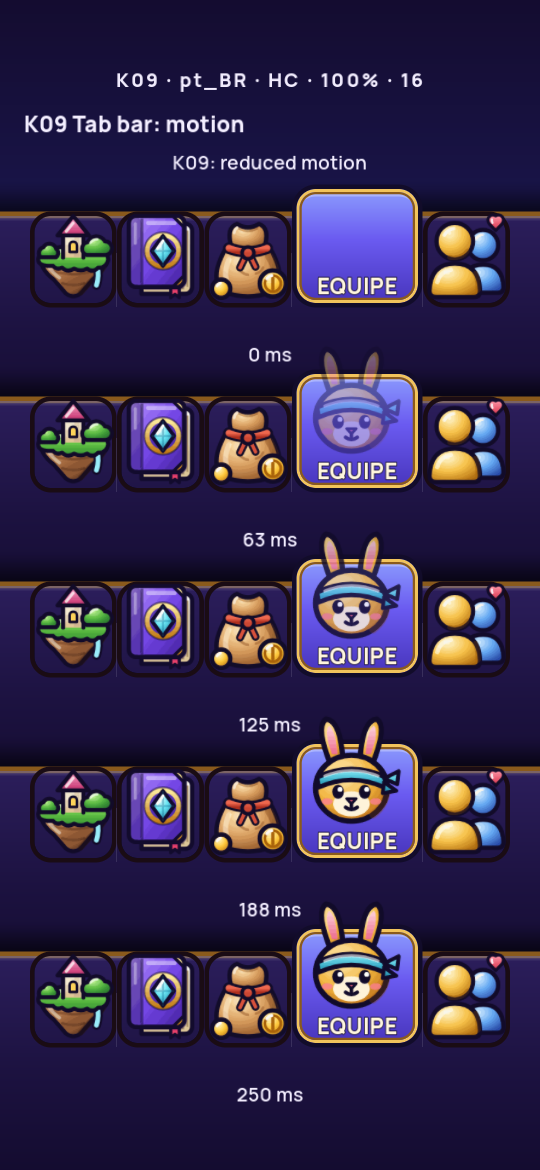 K09 · pt_BR · HC · 100% · 16
K09 Tab bar: motion
K09: reduced motion
EQUIPE
0 ms
EQUIPE
63 ms
EQUIPE
125 ms
EQUIPE
188 ms
EQUIPE
250 ms